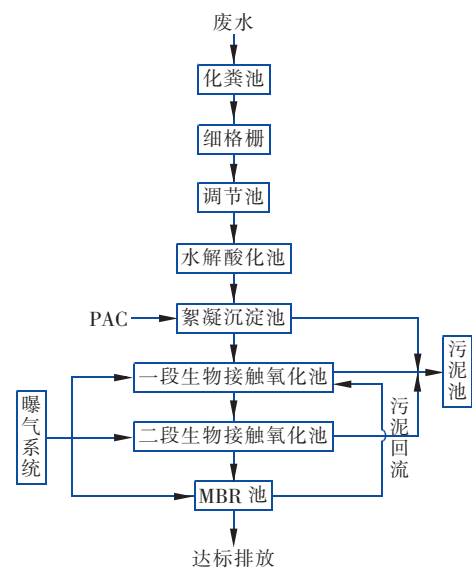 废水
化粪池
细格栅
调节池
水解酸化池
PAC
絮凝沉淀池
污泥池
一段生物接触氧化池
曝气系统
二段生物接触氧化池
污泥回流
MBR 池
达标排放